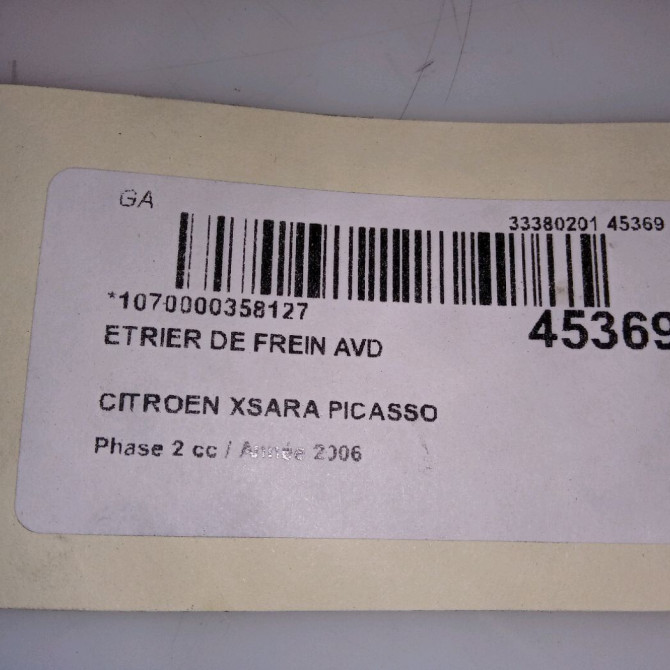 GA
33380201 45369
*1070000358127
45369
ETRIER DE FREIN AVD
CITROEN XSARA PICASSO
Phase 2 cc / Année 2006